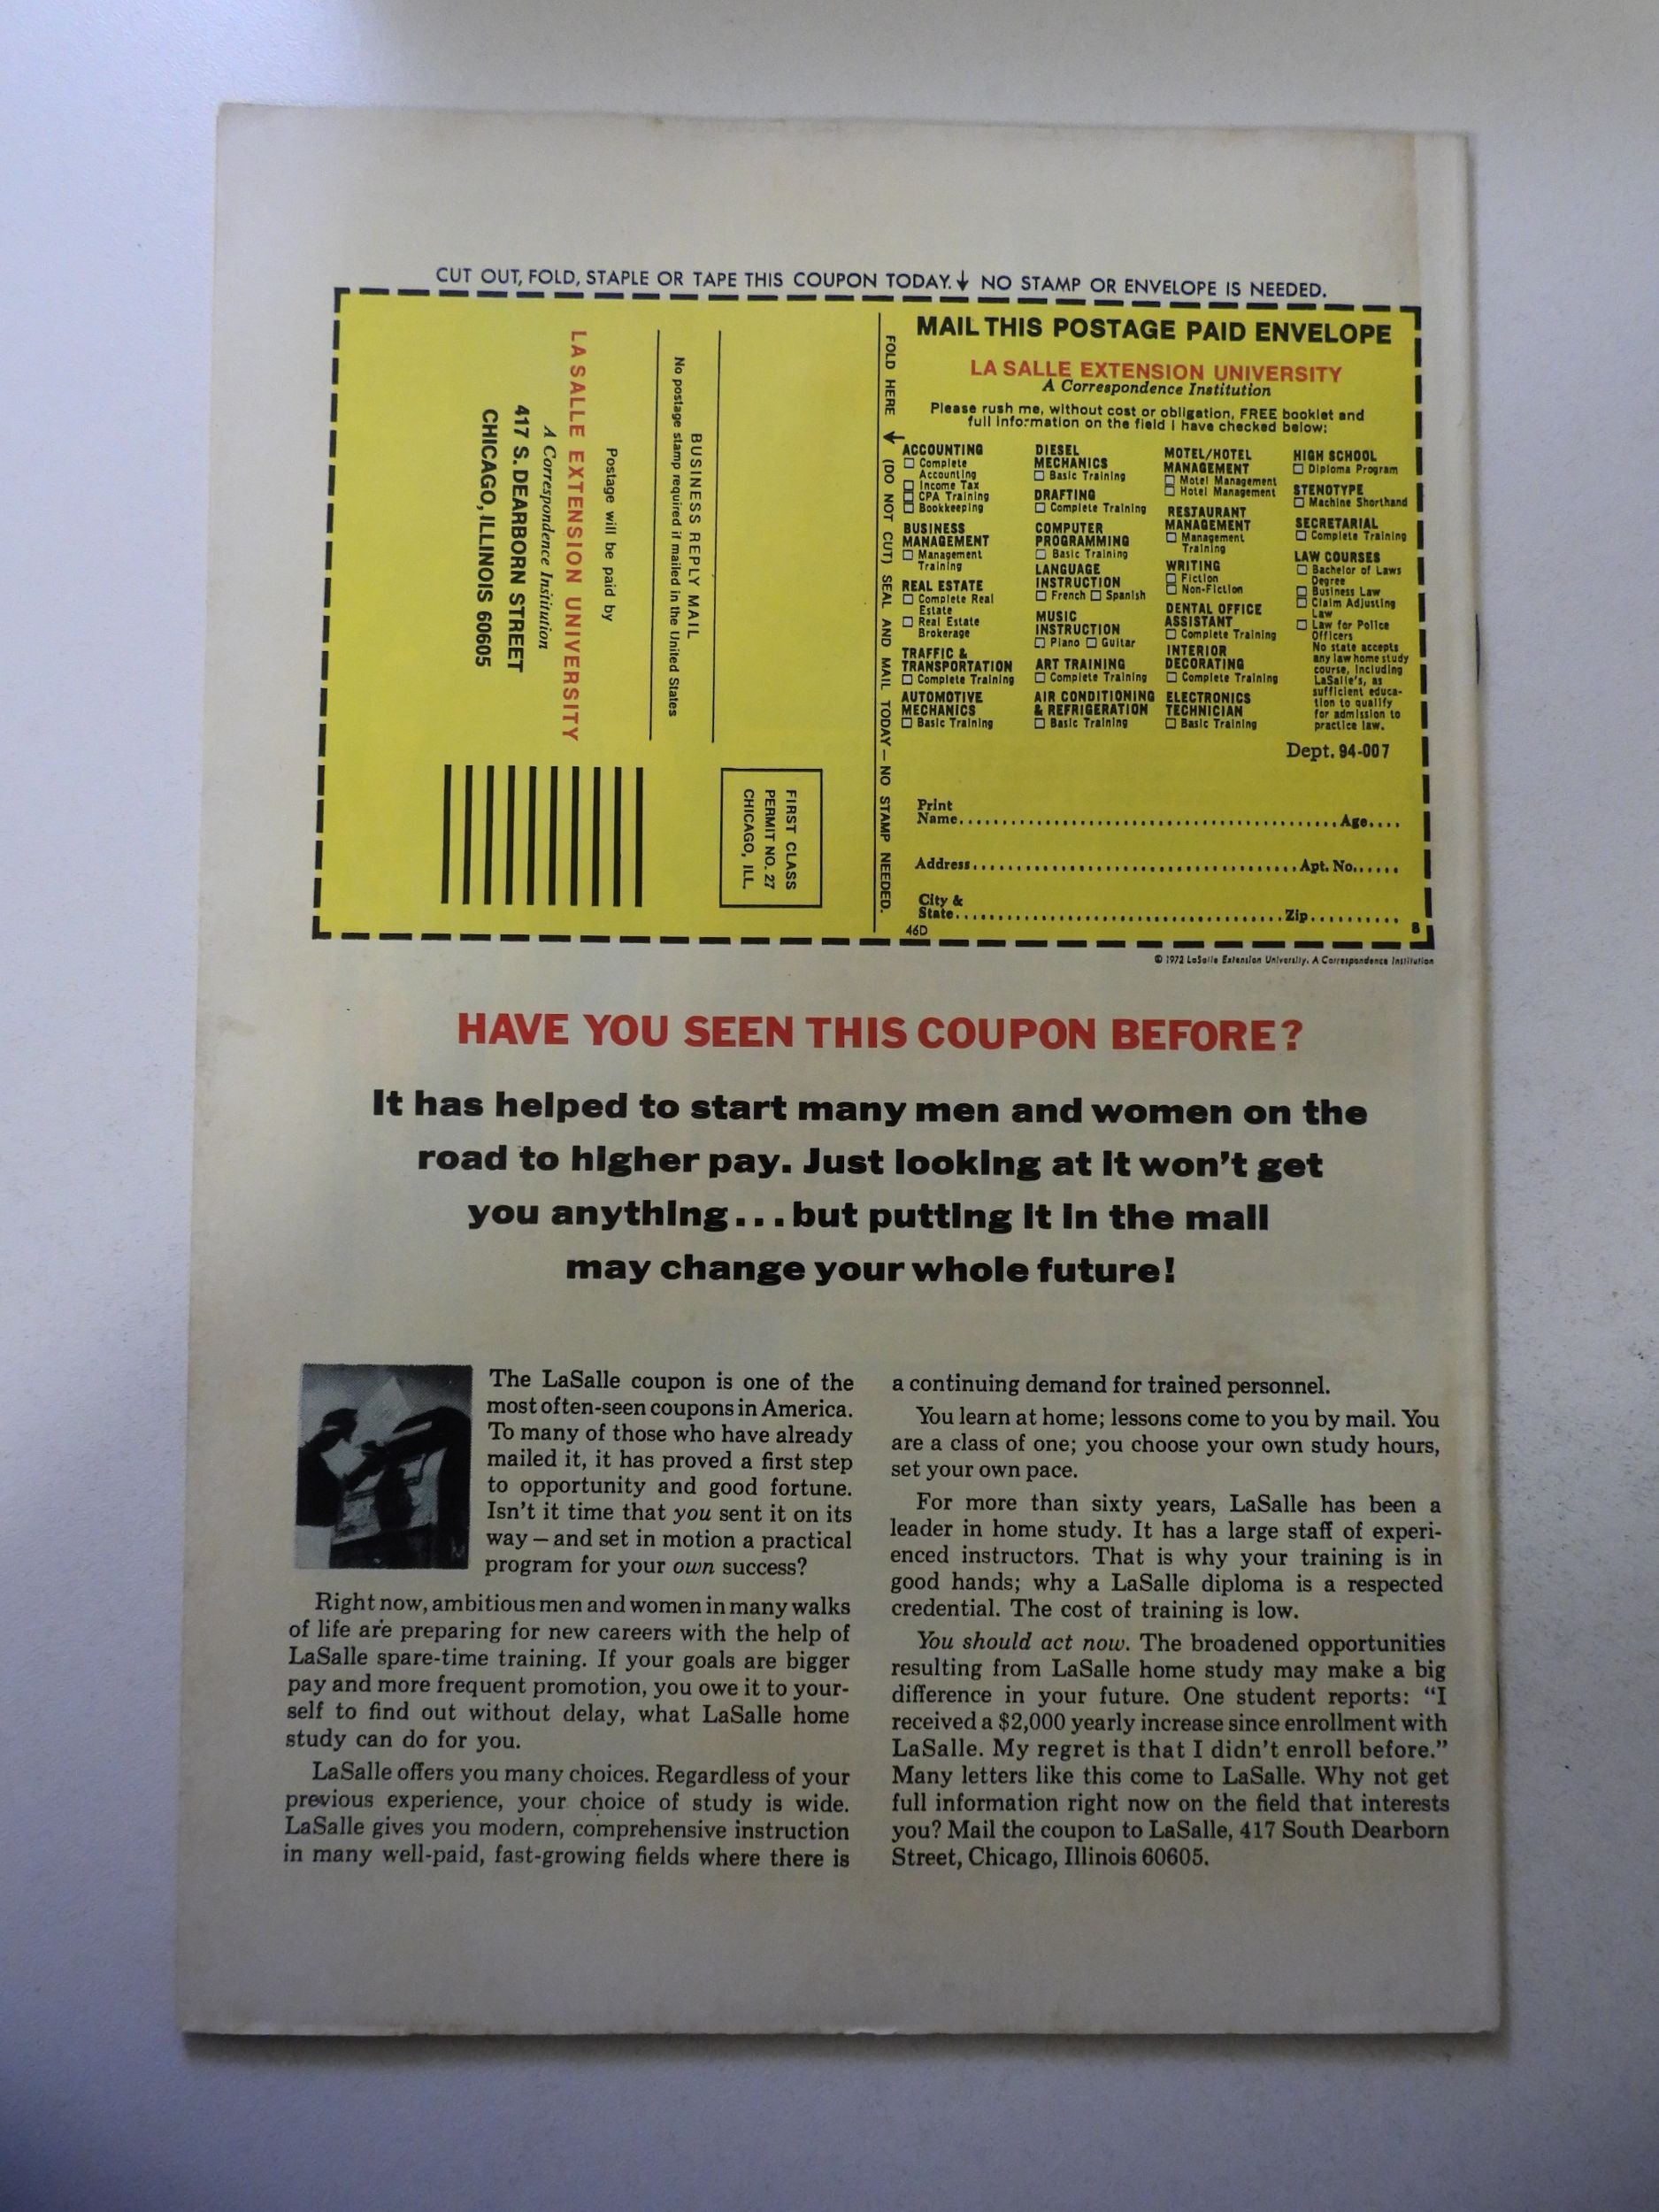 CUT OUT, FOLD, STAPLE OR TAPE THIS COUPON TODAY.↓ NO STAMP OR ENVELOPE IS NEEDED.
BUSINESS REPLY MAIL
No postage stamp required if mailed in the United States
Postage will be paid by
LA SALLE EXTENSION UNIVERSITY
A Correspondence Institution
417 S. DEARBORN STREET
CHICAGO, ILLINOIS 60605
FIRST CLASS
PERMIT NO. 27
CHICAGO, ILL.
FOLD HERE (DO NOT CUT) SEAL AND MAIL TODAY — NO STAMP NEEDED.
MAIL THIS POSTAGE PAID ENVELOPE
LA SALLE EXTENSION UNIVERSITY
A Correspondence Institution
Please rush me, without cost or obligation, FREE booklet and
full information on the field I have checked below:
ACCOUNTING
☐ Complete
Accounting
☐ Income Tax
☐ CPA Training
☐ Bookkeeping
BUSINESS
MANAGEMENT
☐ Management
Training
REAL ESTATE
☐ Complete Real
Estate
☐ Real Estate
Brokerage
TRAFFIC &
TRANSPORTATION
☐ Complete Training
AUTOMOTIVE
MECHANICS
☐ Basic Training
DIESEL
MECHANICS
☐ Basic Training
DRAFTING
☐ Complete Training
COMPUTER
PROGRAMMING
☐ Basic Training
LANGUAGE
INSTRUCTION
☐ French ☐ Spanish
MUSIC
INSTRUCTION
☐ Piano ☐ Guitar
ART TRAINING
☐ Complete Training
AIR CONDITIONING
& REFRIGERATION
☐ Basic Training
MOTEL/HOTEL
MANAGEMENT
☐ Motel Management
☐ Hotel Management
RESTAURANT
MANAGEMENT
☐ Management
Training
WRITING
☐ Fiction
☐ Non-Fiction
DENTAL OFFICE
ASSISTANT
☐ Complete Training
INTERIOR
DECORATING
☐ Complete Training
ELECTRONICS
TECHNICIAN
☐ Basic Training
HIGH SCHOOL
☐ Diploma Program
STENOTYPE
☐ Machine Shorthand
SECRETARIAL
☐ Complete Training
LAW COURSES
☐ Bachelor of Laws
Degree
☐ Business Law
☐ Claim Adjusting
Law
☐ Law for Police
Officers
No state accepts
any law home study
course, including
LaSalle's, as
sufficient educa-
tion to qualify
for admission to
practice law.
Dept. 94-007
Print
Name........ Age....
Address........ Apt. No......
City &
State........ Zip..........
46D 8
© 1972 LaSalle Extension University. A Correspondence Institution
HAVE YOU SEEN THIS COUPON BEFORE?
It has helped to start many men and women on the
road to higher pay. Just looking at it won't get
you anything...but putting it in the mail
may change your whole future!
The LaSalle coupon is one of the
most often-seen coupons in America.
To many of those who have already
mailed it, it has proved a first step
to opportunity and good fortune.
Isn't it time that you sent it on its
way — and set in motion a practical
program for your own success?
Right now, ambitious men and women in many walks
of life are preparing for new careers with the help of
LaSalle spare-time training. If your goals are bigger
pay and more frequent promotion, you owe it to your-
self to find out without delay, what LaSalle home
study can do for you.
LaSalle offers you many choices. Regardless of your
previous experience, your choice of study is wide.
LaSalle gives you modern, comprehensive instruction
in many well-paid, fast-growing fields where there is
a continuing demand for trained personnel.
You learn at home; lessons come to you by mail. You
are a class of one; you choose your own study hours,
set your own pace.
For more than sixty years, LaSalle has been a
leader in home study. It has a large staff of experi-
enced instructors. That is why your training is in
good hands; why a LaSalle diploma is a respected
credential. The cost of training is low.
You should act now. The broadened opportunities
resulting from LaSalle home study may make a big
difference in your future. One student reports: "I
received a $2,000 yearly increase since enrollment with
LaSalle. My regret is that I didn't enroll before."
Many letters like this come to LaSalle. Why not get
full information right now on the field that interests
you? Mail the coupon to LaSalle, 417 South Dearborn
Street, Chicago, Illinois 60605.